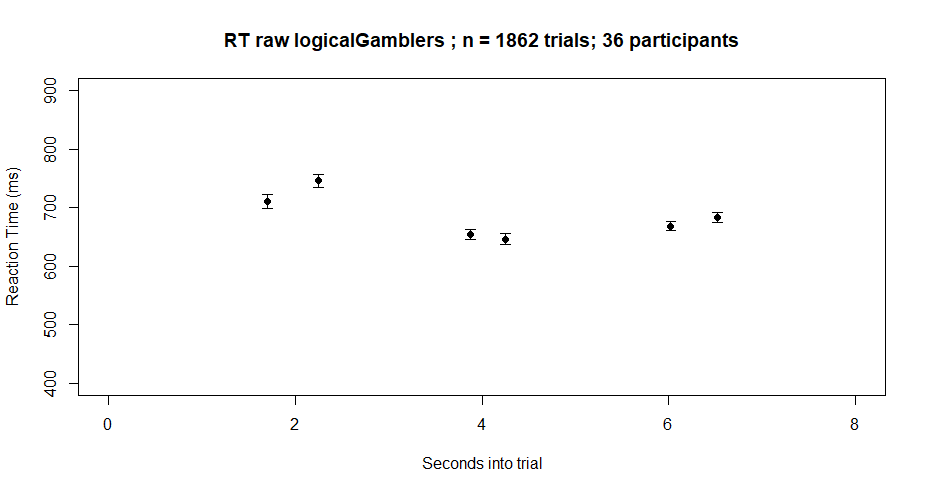 RT raw logicalGamblers ; n = 1862 trials; 36 participants
Reaction Time (ms)
900
800
700
600
500
400
0 2 4 6 8
Seconds into trial